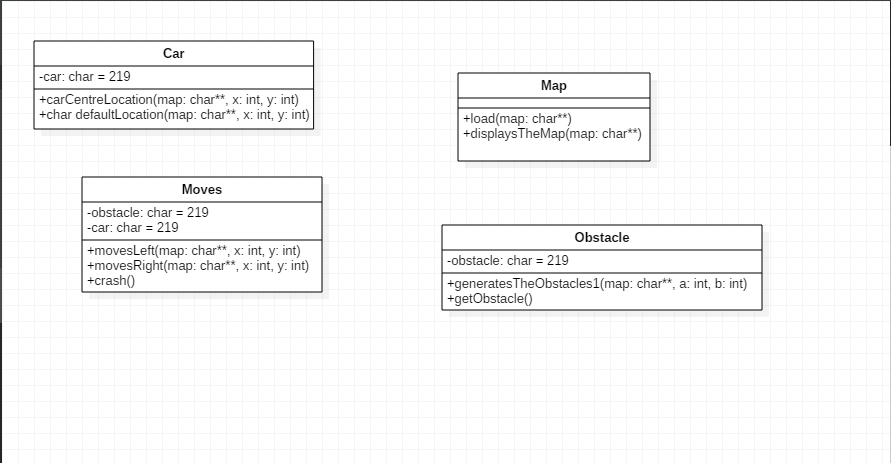 Car
-car: char = 219
+carCentreLocation(map: char**, x: int, y: int)
+char defaultLocation(map: char**, x: int, y: int)
Map
+load(map: char**)
+displaysTheMap(map: char**)
Moves
-obstacle: char = 219
-car: char = 219
+movesLeft(map: char**, x: int, y: int)
+movesRight(map: char**, x: int, y: int)
+crash()
Obstacle
-obstacle: char = 219
+generatesTheObstacles1(map: char**, a: int, b: int)
+getObstacle()